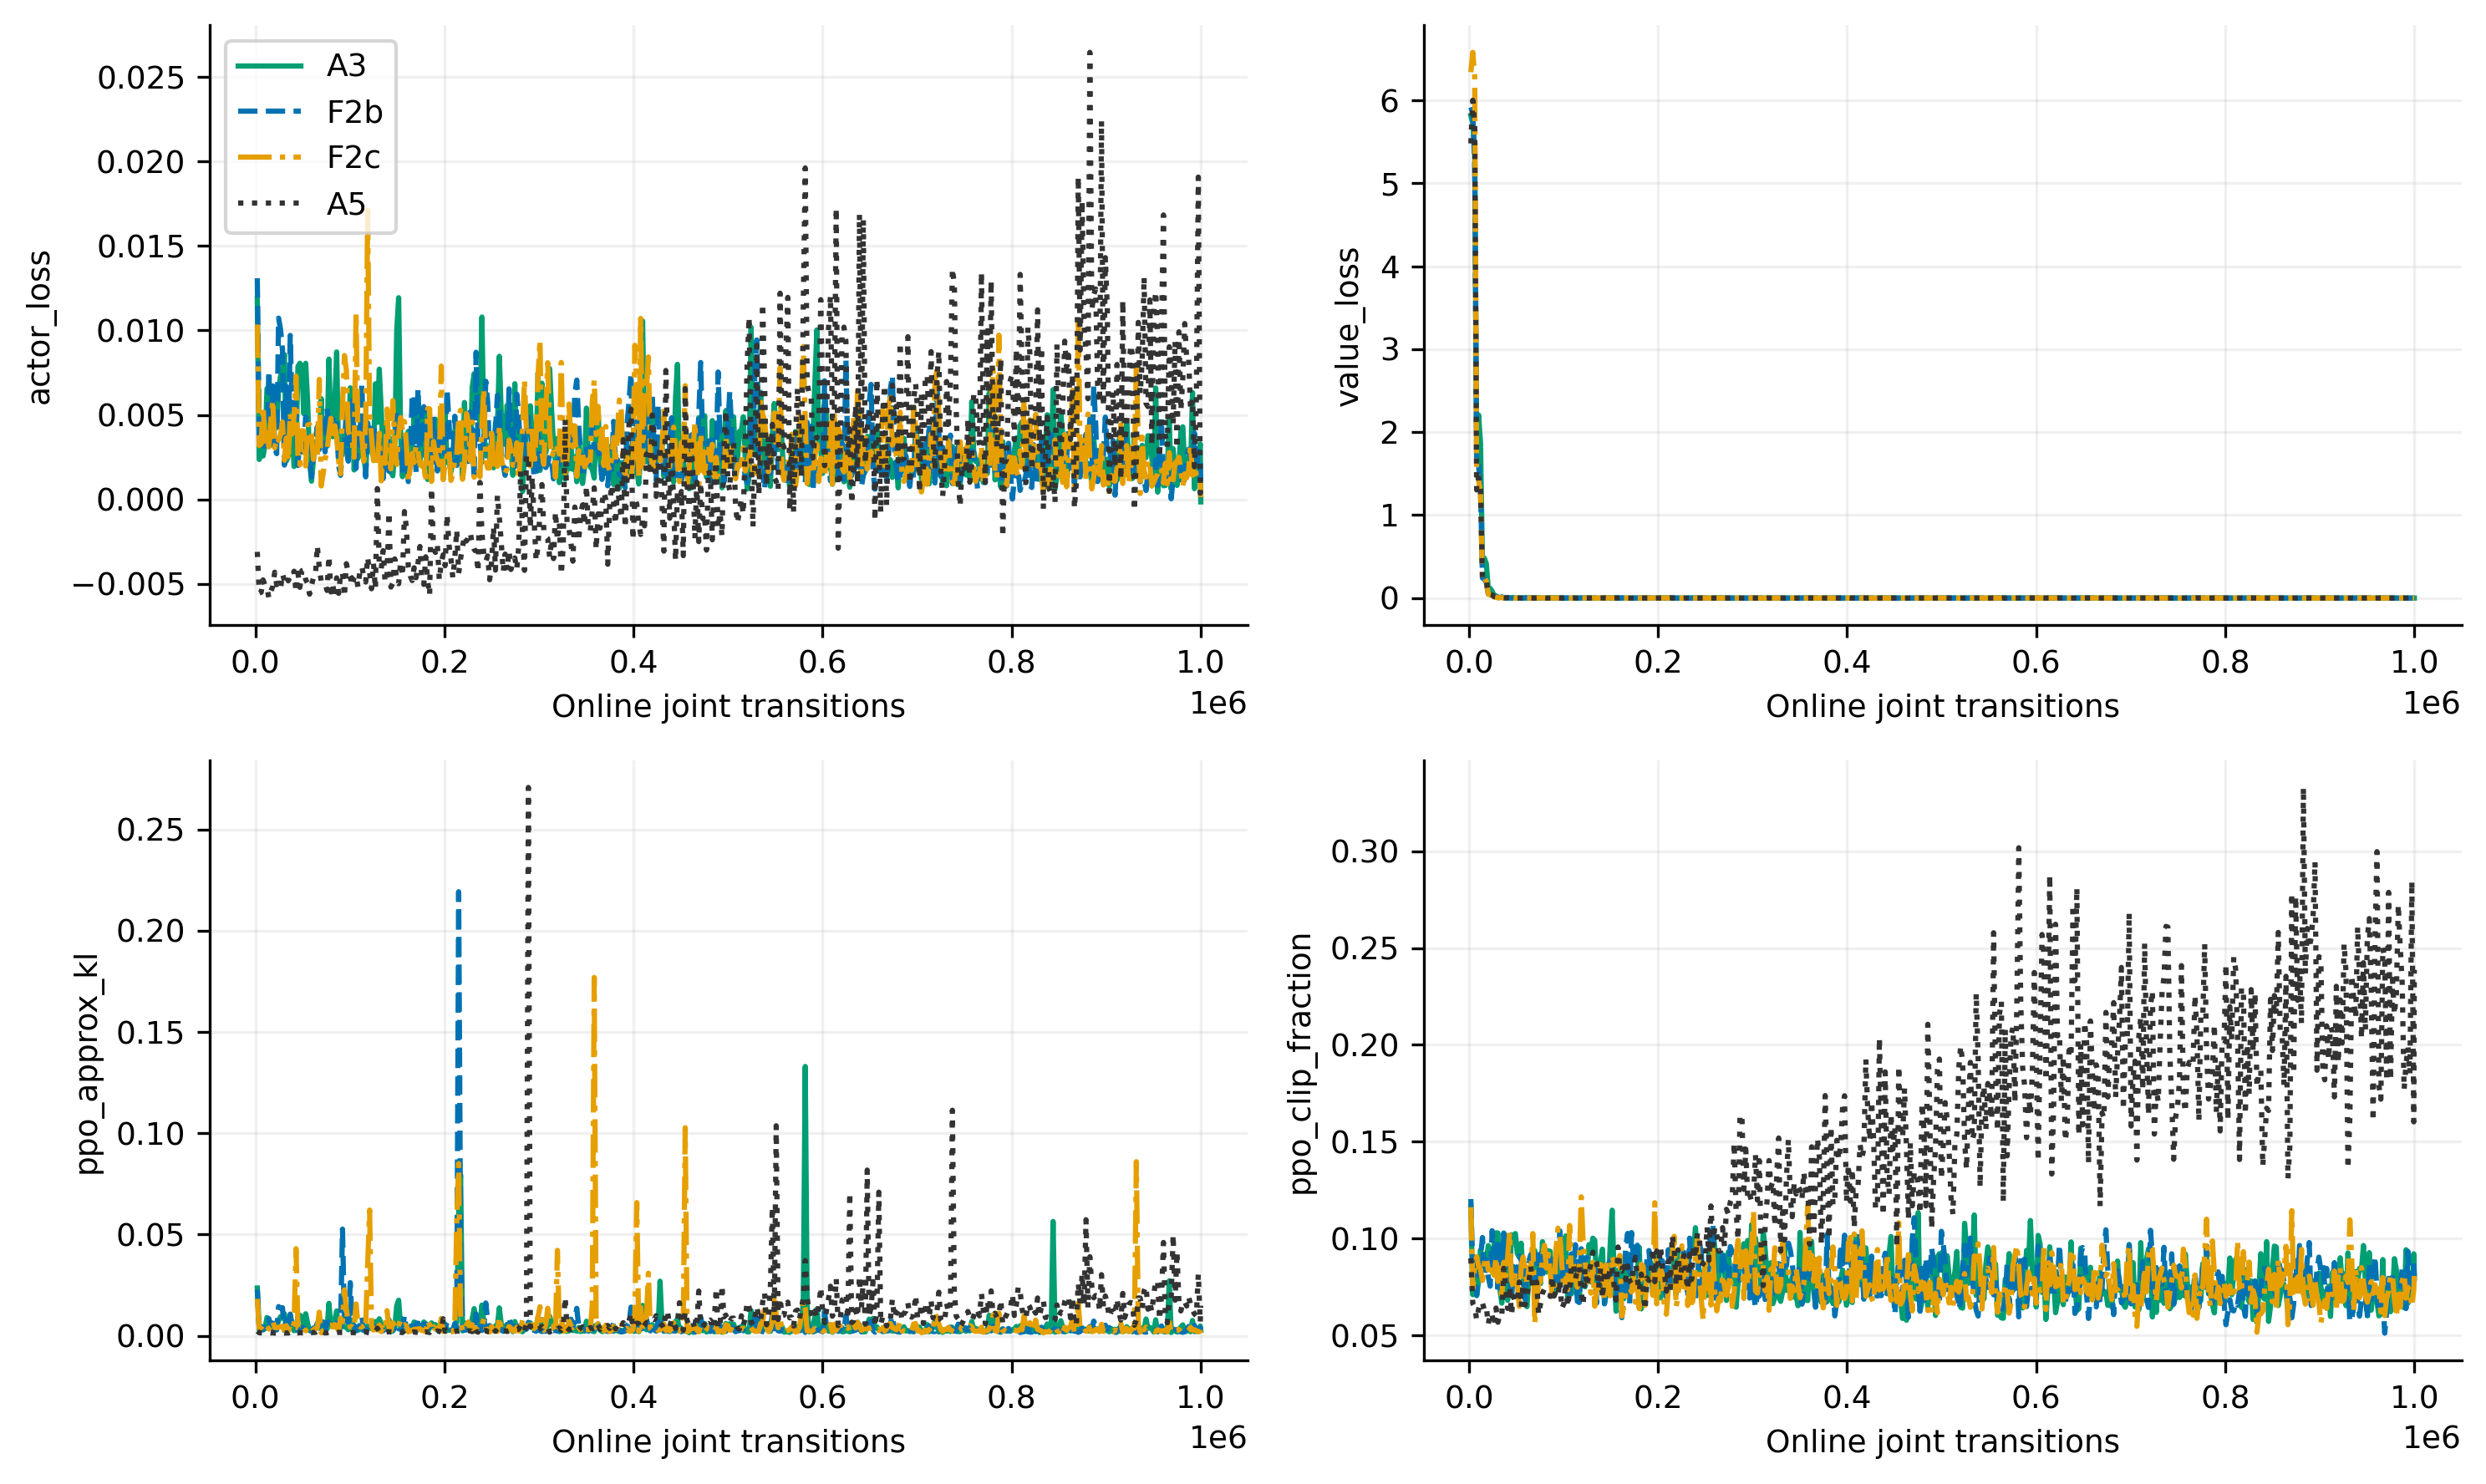 actor_loss
0.025
0.020
0.015
0.010
0.005
0.000
−0.005
A3
F2b
F2c
A5
0.0 0.2 0.4 0.6 0.8 1.0
1e6
Online joint transitions
value_loss
6
5
4
3
2
1
0
0.0 0.2 0.4 0.6 0.8 1.0
1e6
Online joint transitions
ppo_approx_kl
0.25
0.20
0.15
0.10
0.05
0.00
0.0 0.2 0.4 0.6 0.8 1.0
1e6
Online joint transitions
ppo_clip_fraction
0.30
0.25
0.20
0.15
0.10
0.05
0.0 0.2 0.4 0.6 0.8 1.0
1e6
Online joint transitions